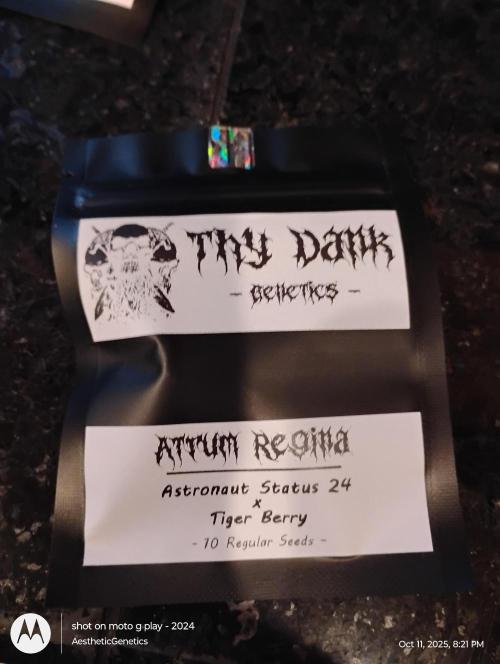 Thy Dank
- Genetics -
Atrum Regina
Astronaut Status 24
x
Tiger Berry
- 10 Regular Seeds -
shot on moto g play - 2024
AestheticGenetics
Oct 11, 2025, 8:21 PM